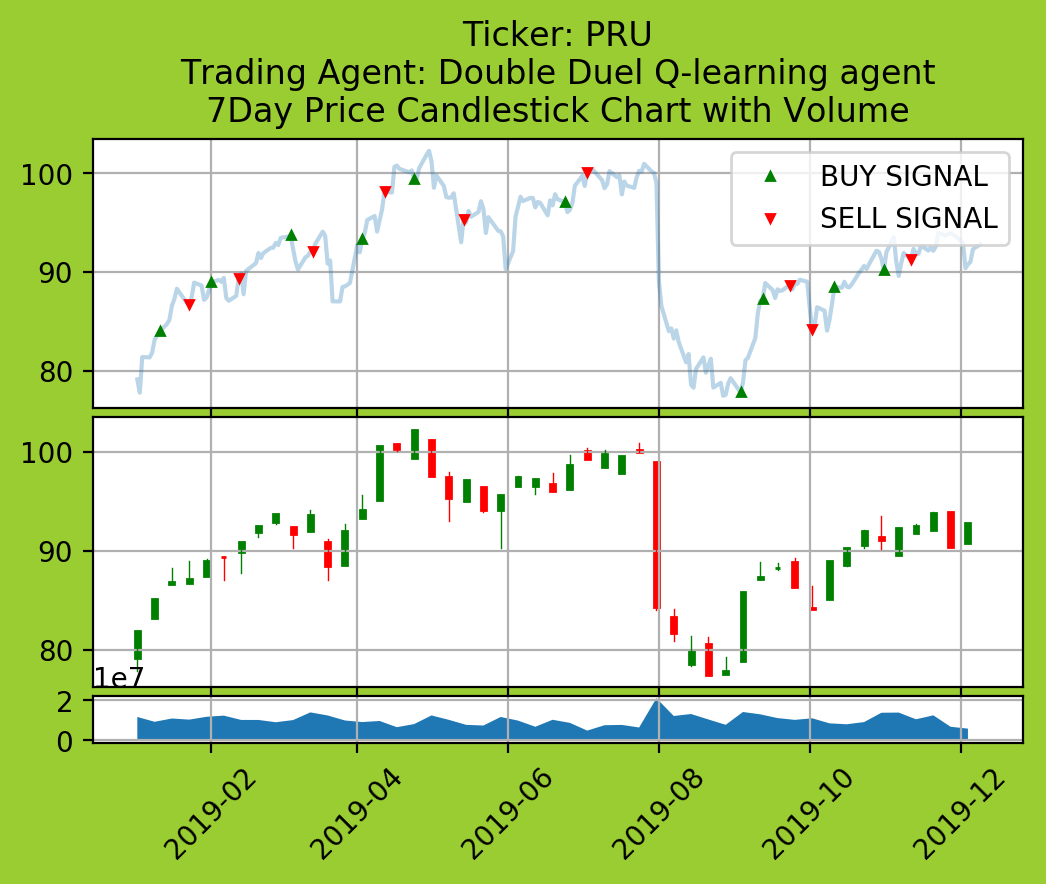 Ticker: PRU
Trading Agent: Double Duel Q-learning agent
7Day Price Candlestick Chart with Volume
100
90
80
BUY SIGNAL
SELL SIGNAL
100
90
80
1e7
2
0
2019-02
2019-04
2019-06
2019-08
2019-10
2019-12